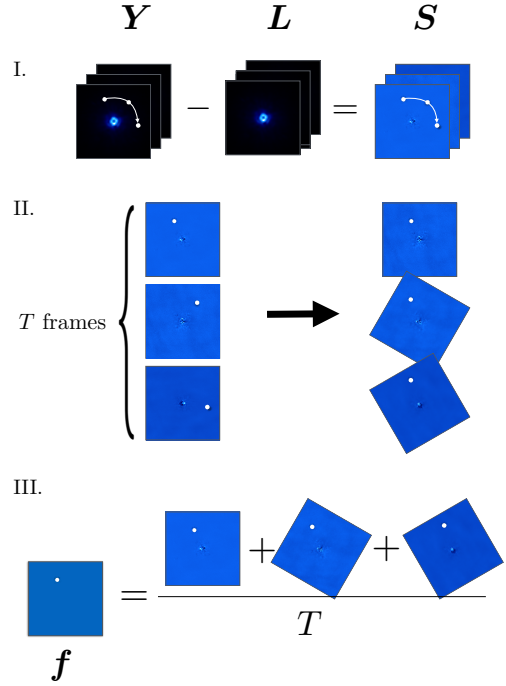 Y L S
I. − =
II.
T frames
III.
+ +
=
T
f